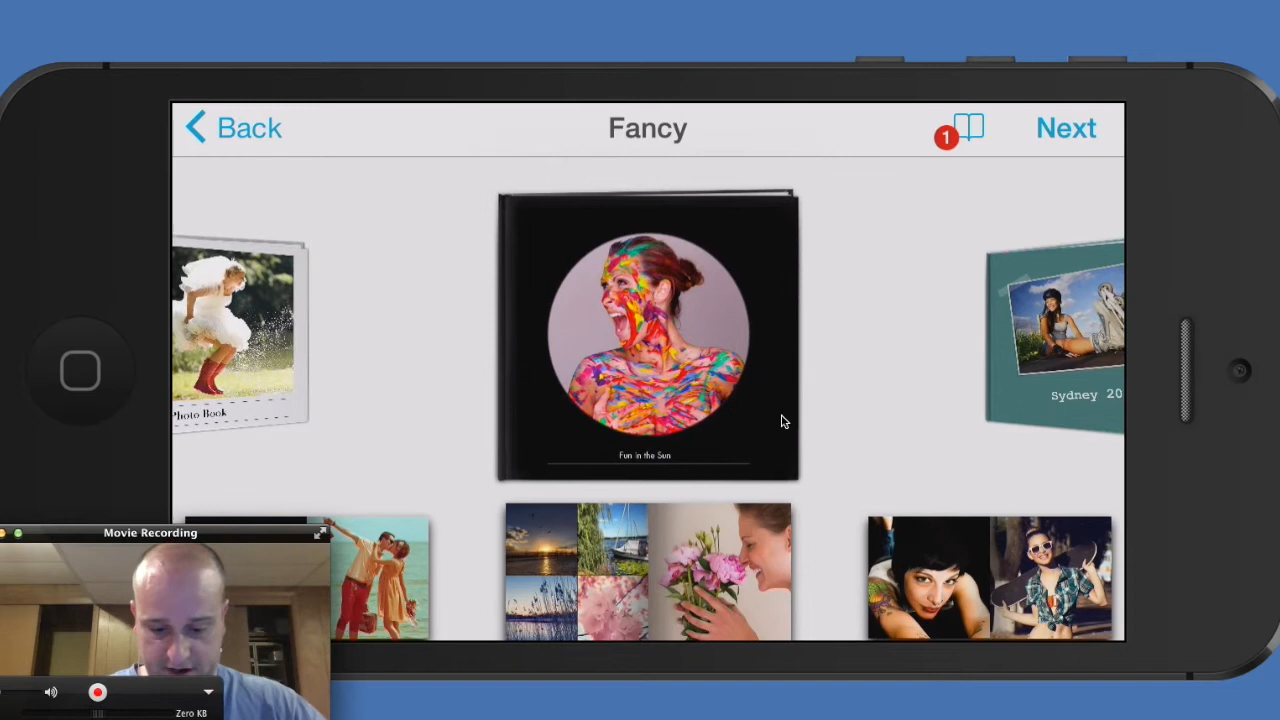 Back
Fancy
1
Next
Photo Book
Fun in the Sun
Sydney 20
Movie Recording
Zero KB